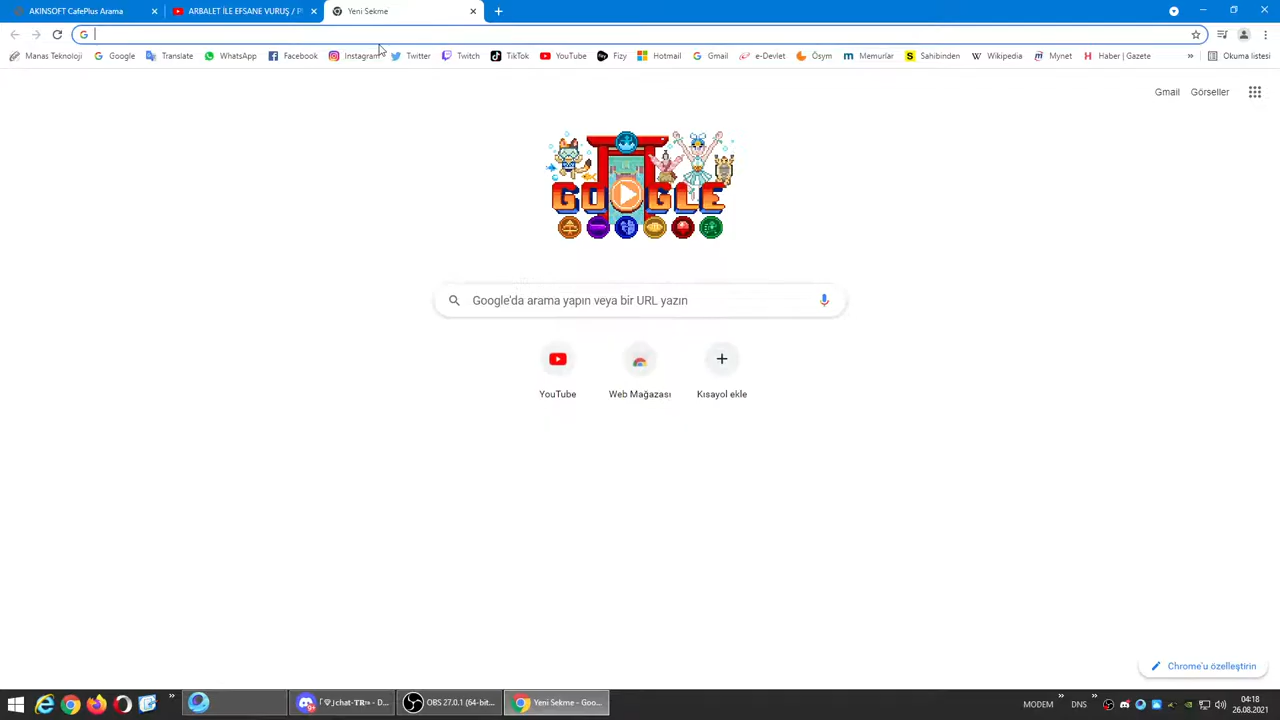 AKINSOFT CafePlus Arama
ARBALET İLE EFSANE VURUŞ / P
Yeni Sekme
Manas Teknoloji
Google
Translate
WhatsApp
Facebook
Instagram
Twitter
Twitch
TikTok
YouTube
Fizy
Hotmail
Gmail
e-Devlet
Ösym
Memurlar
Sahibinden
Wikipedia
Mynet
Haber | Gazete
»
Okuma listesi
Gmail
Görseller
GOOGLE
Google'da arama yapın veya bir URL yazın
YouTube
Web Mağazası
Kısayol ekle
Chrome'u özelleştirin
chat-TR™ - D...
OBS 27.0.1 (64-bit...
Yeni Sekme - Goo...
MODEM
DNS
04:18
26.08.2021